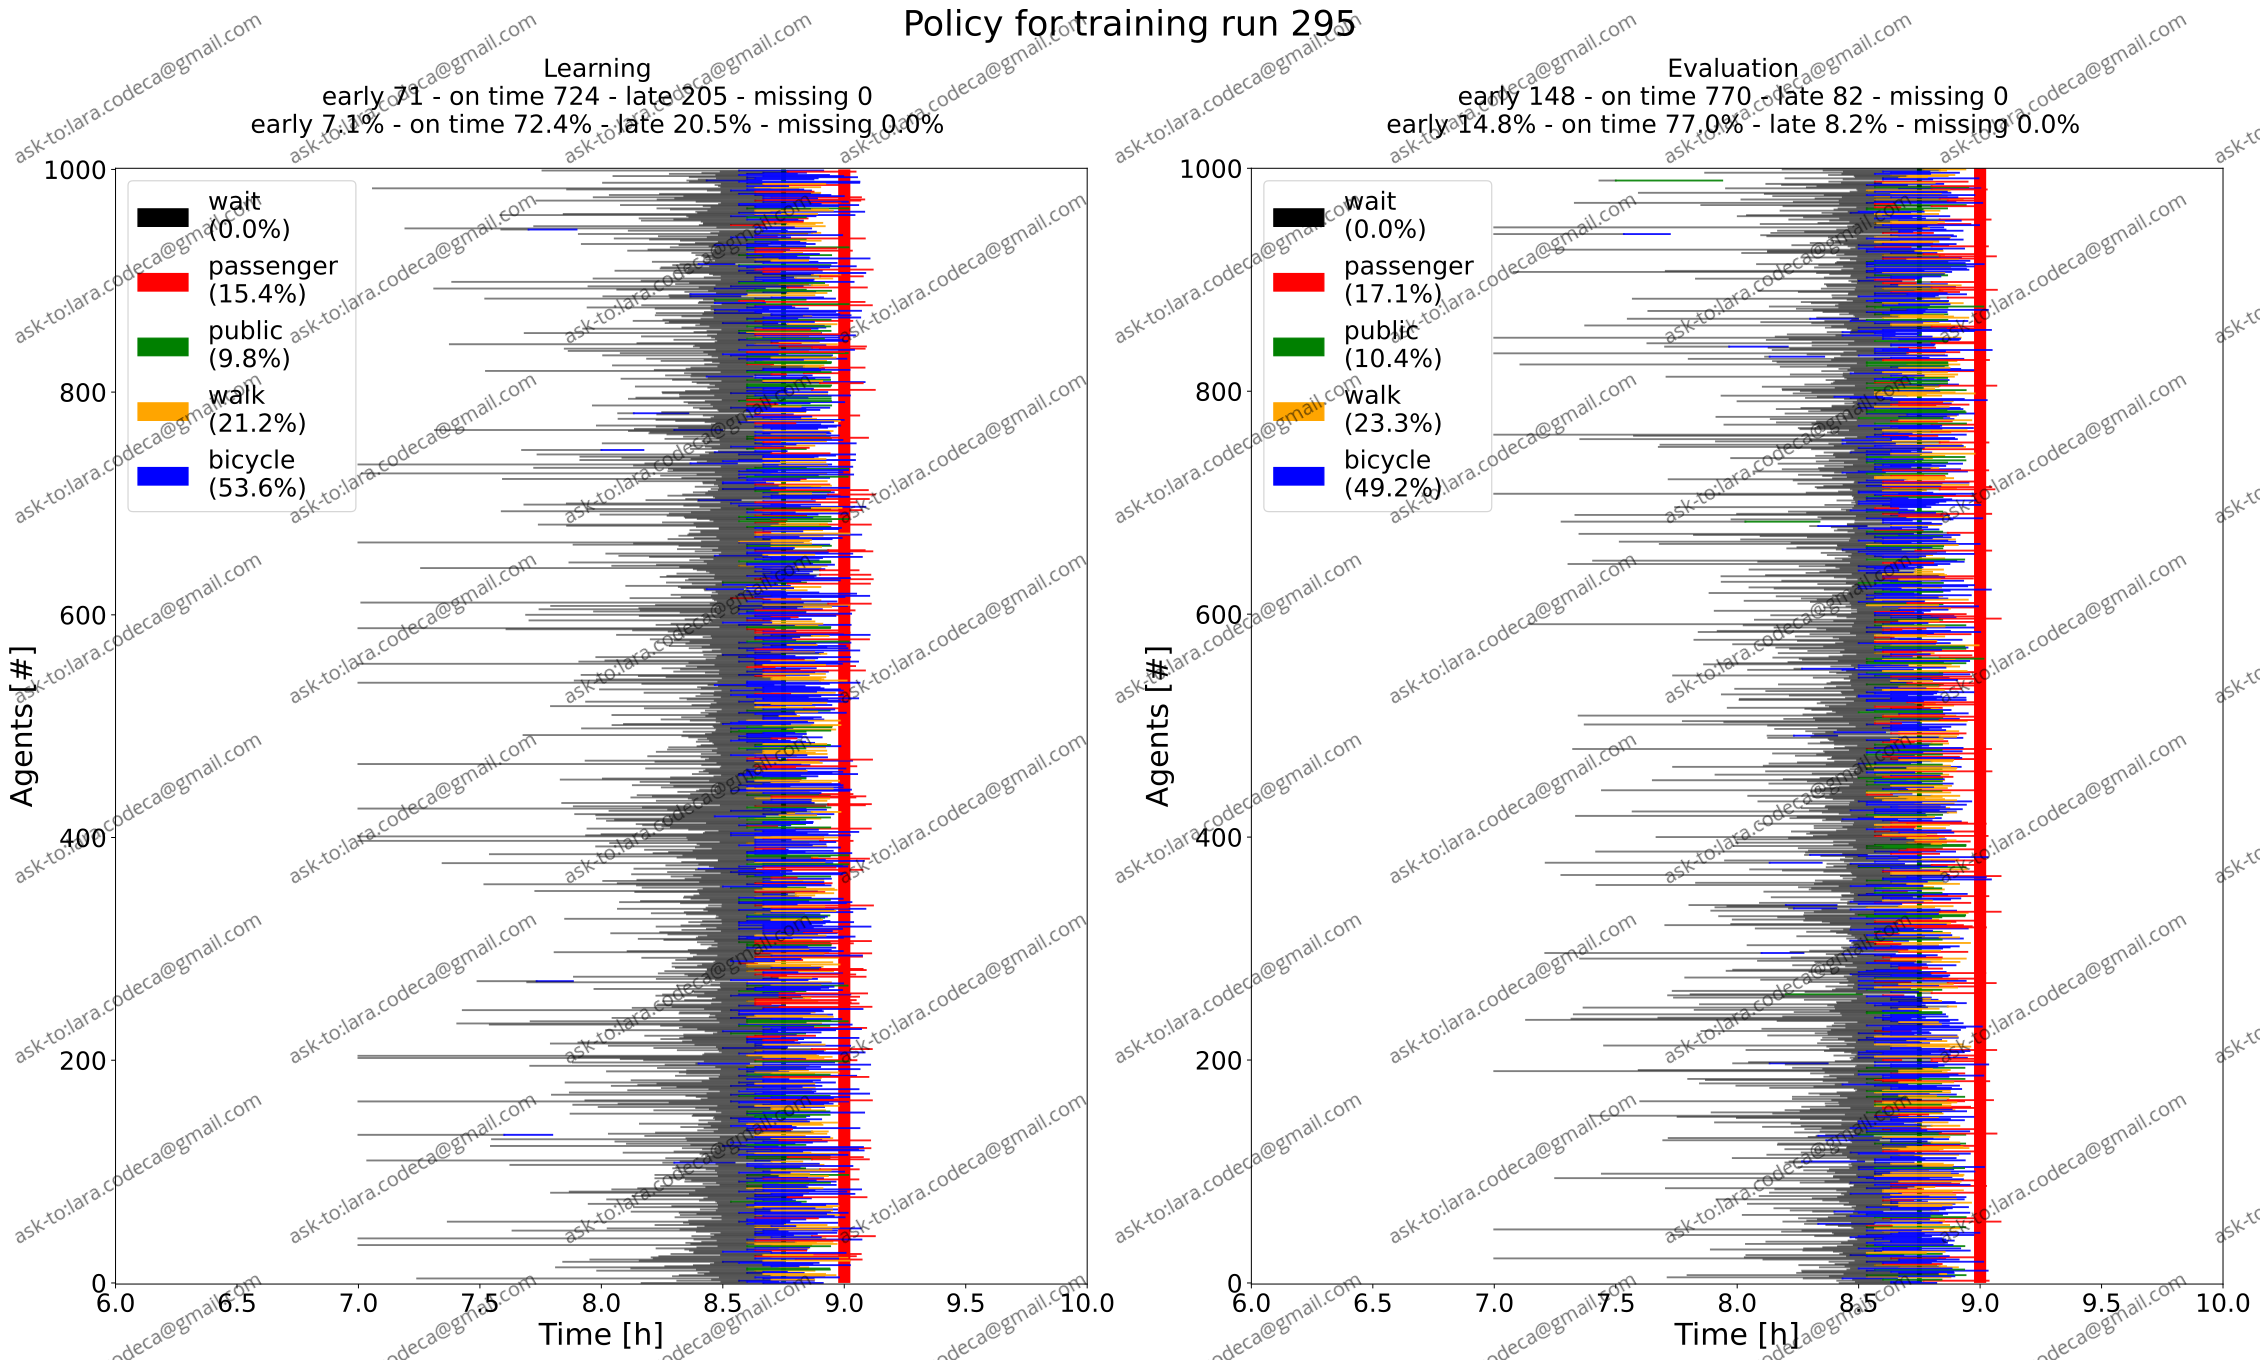 Policy for training run 295
Learning
early 71 - on time 724 - late 205 - missing 0
early 7.1% - on time 72.4% - late 20.5% - missing 0.0%
1000
800
600
400
200
0
Agents [#]
wait
(0.0%)
passenger
(15.4%)
public
(9.8%)
walk
(21.2%)
bicycle
(53.6%)
6.0 6.5 7.0 7.5 8.0 8.5 9.0 9.5 10.0
Time [h]
Evaluation
early 148 - on time 770 - late 82 - missing 0
early 14.8% - on time 77.0% - late 8.2% - missing 0.0%
1000
800
600
400
200
0
Agents [#]
wait
(0.0%)
passenger
(17.1%)
public
(10.4%)
walk
(23.3%)
bicycle
(49.2%)
6.0 6.5 7.0 7.5 8.0 8.5 9.0 9.5 10.0
Time [h]
ask-to:lara.codeca@gmail.com